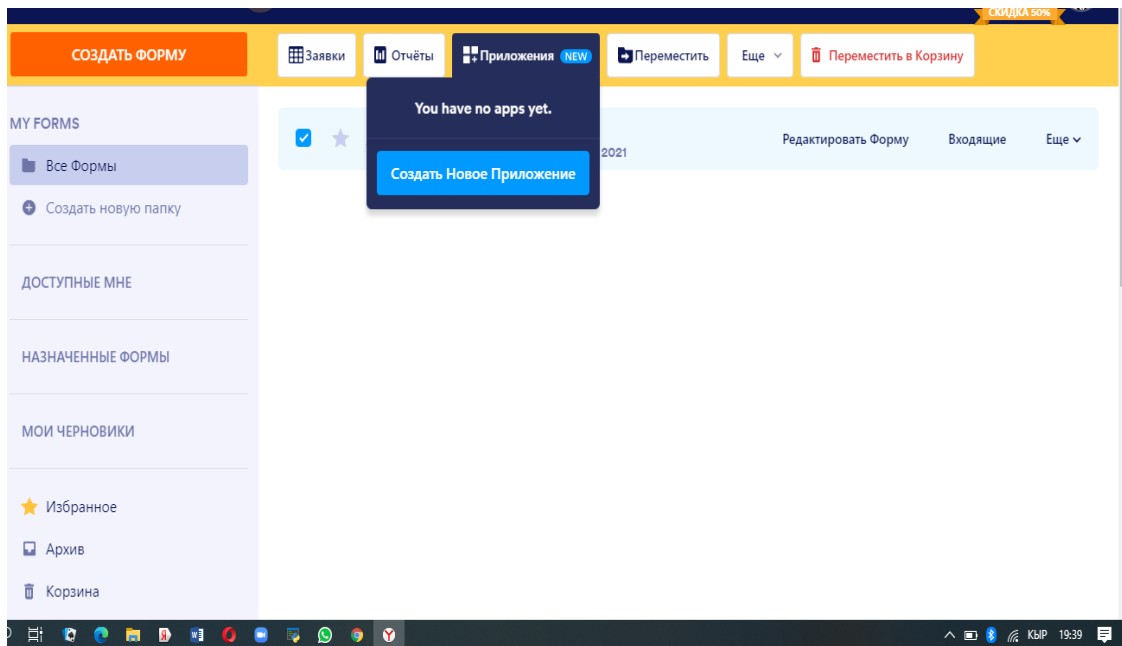 СКИДКА 50%
СОЗДАТЬ ФОРМУ
Заявки
Отчёты
Приложения NEW
Переместить
Еще
Переместить в Корзину
You have no apps yet.
Создать Новое Приложение
MY FORMS
Все Формы
Создать новую папку
2021
Редактировать Форму
Входящие
Еще
ДОСТУПНЫЕ МНЕ
НАЗНАЧЕННЫЕ ФОРМЫ
МОИ ЧЕРНОВИКИ
Избранное
Архив
Корзина
КЫР 19:39